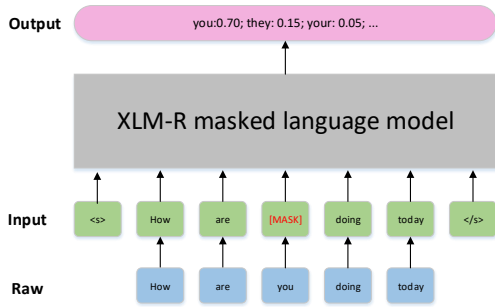 Output you:0.70; they: 0.15; your: 0.05; ...
XLM-R masked language model
Input <s> How are [MASK] doing today </s>
Raw How are you doing today